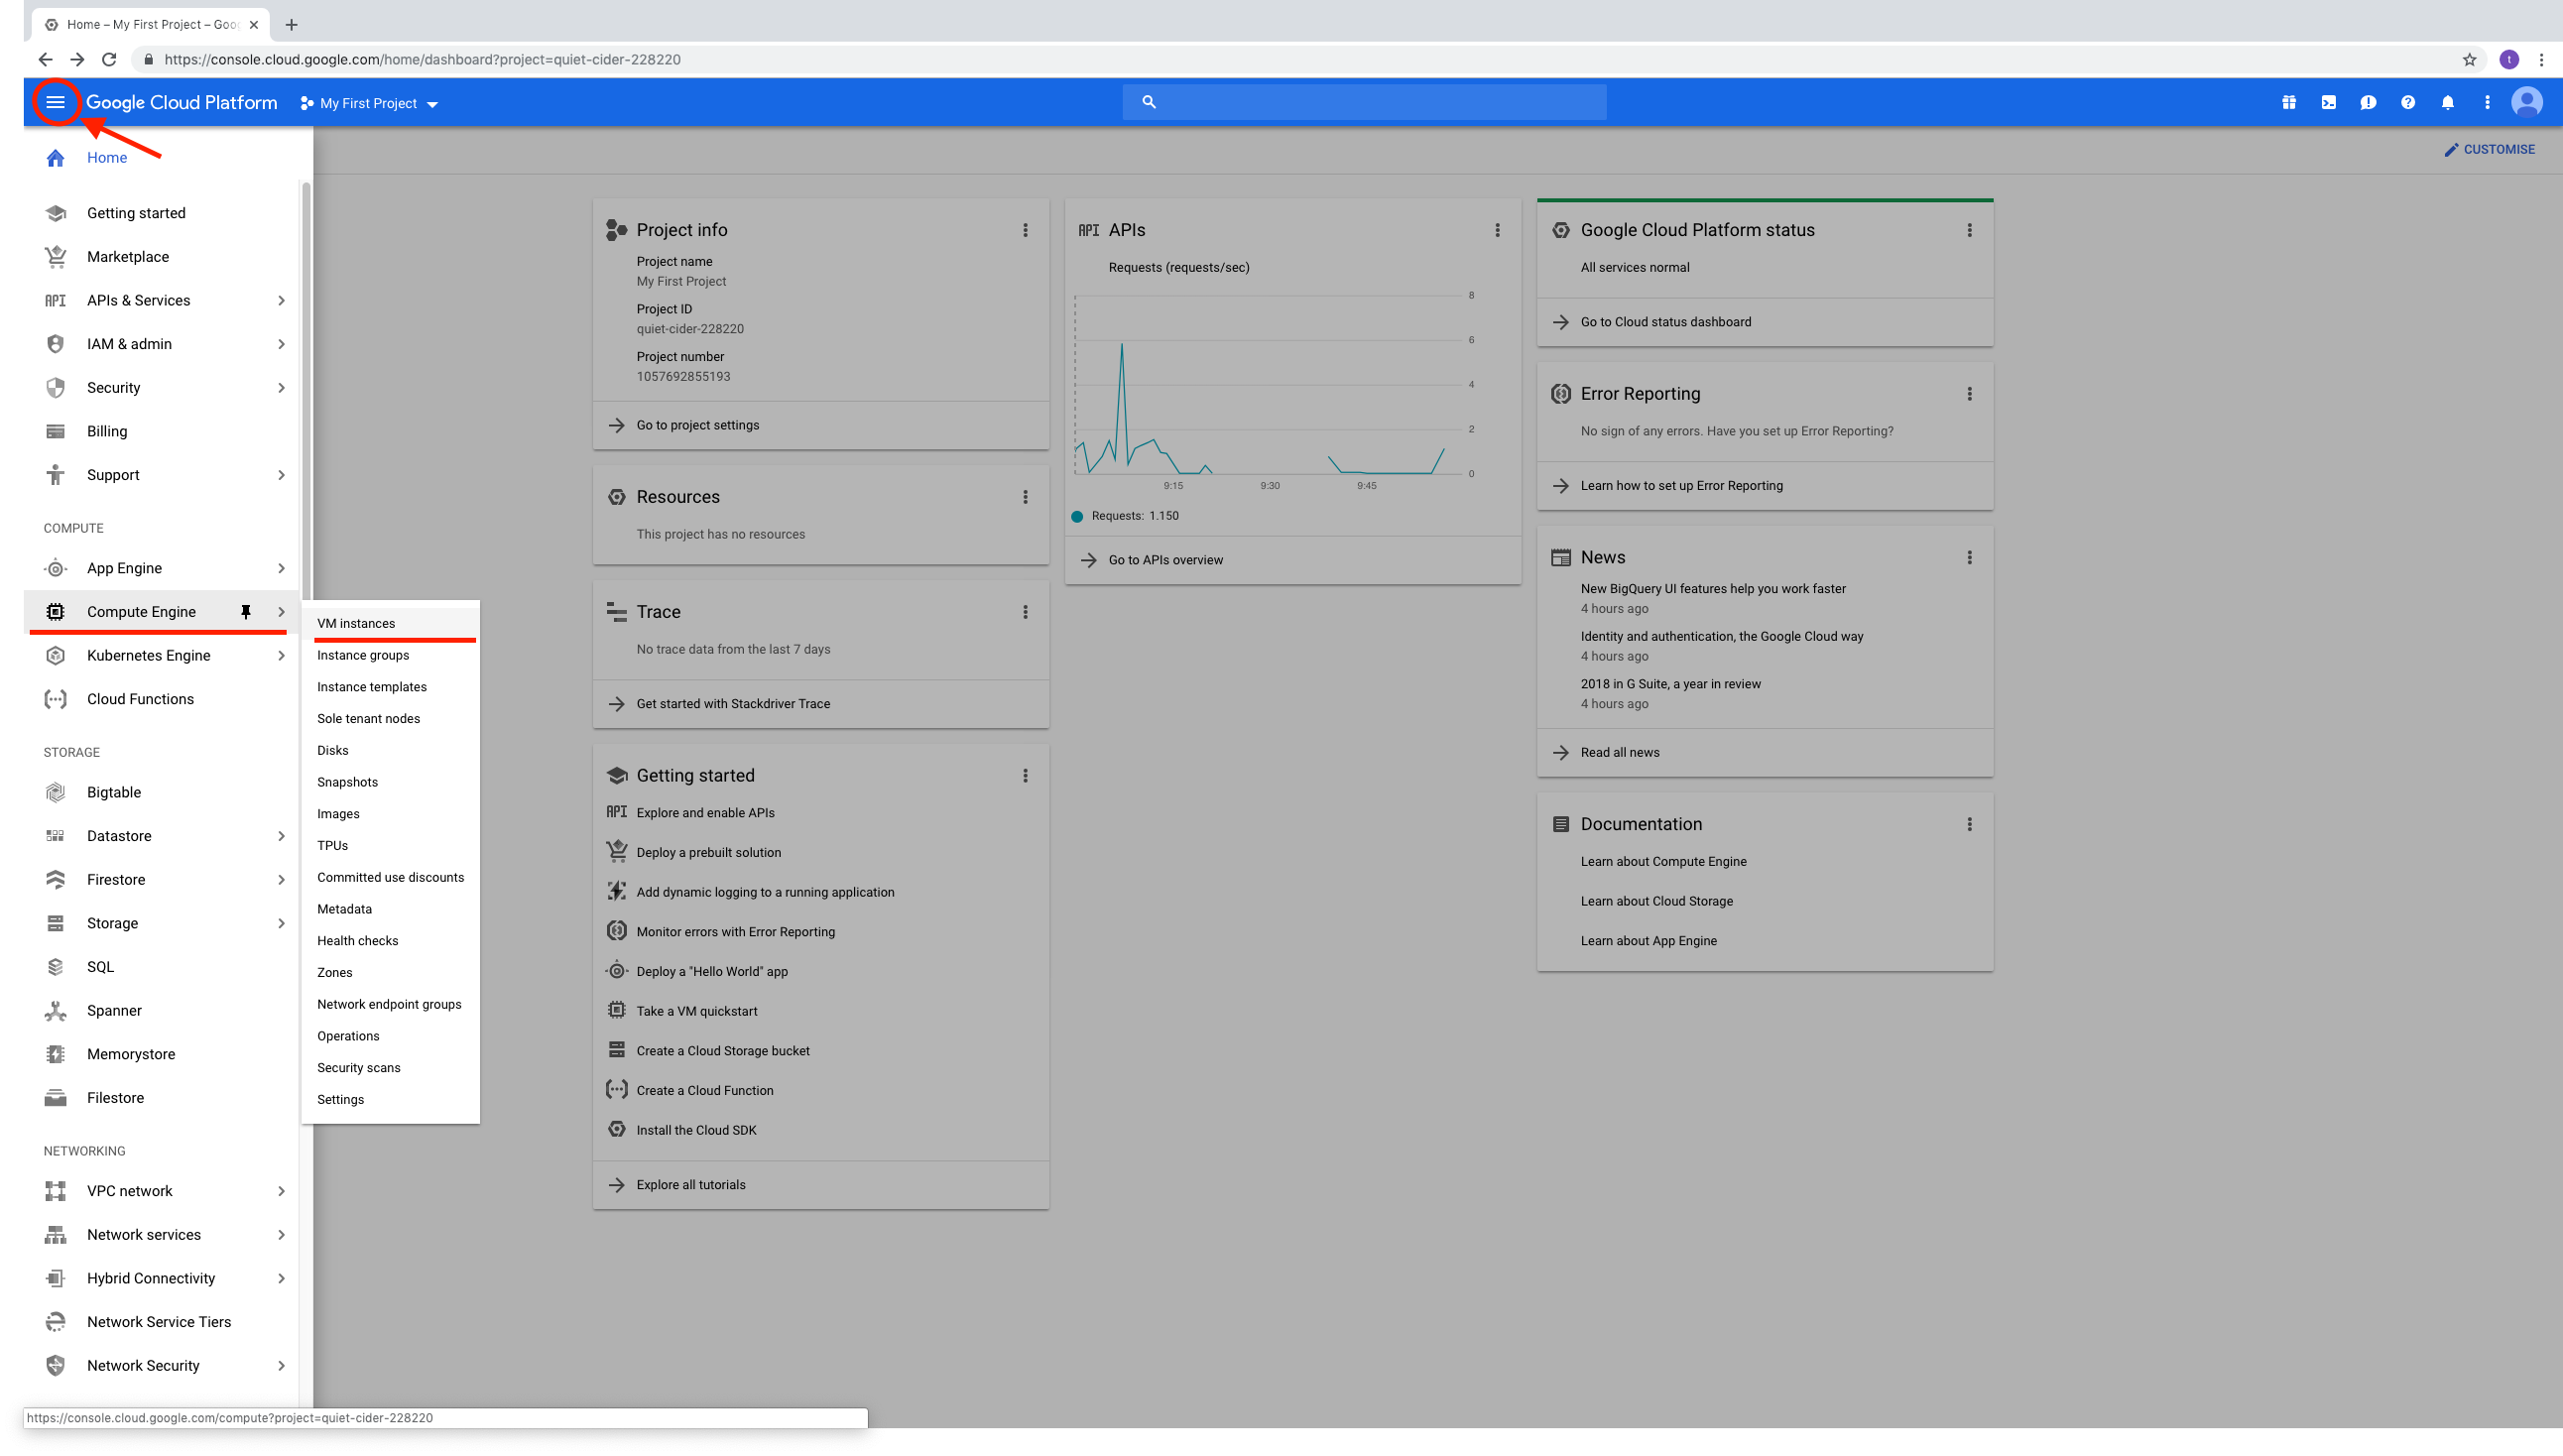 Home – My First Project – Goo
https://console.cloud.google.com/home/dashboard?project=quiet-cider-228220
t
Google Cloud Platform
My First Project
Home
CUSTOMISE
Getting started
Marketplace
API APIs & Services
IAM & admin
Security
Billing
Support
COMPUTE
App Engine
Compute Engine
Kubernetes Engine
Cloud Functions
STORAGE
Bigtable
Datastore
Firestore
Storage
SQL
Spanner
Memorystore
Filestore
NETWORKING
VPC network
Network services
Hybrid Connectivity
Network Service Tiers
Network Security
VM instances
Instance groups
Instance templates
Sole tenant nodes
Disks
Snapshots
Images
TPUs
Committed use discounts
Metadata
Health checks
Zones
Network endpoint groups
Operations
Security scans
Settings
Project info
Project name
My First Project
Project ID
quiet-cider-228220
Project number
1057692855193
Go to project settings
Resources
This project has no resources
Trace
No trace data from the last 7 days
Get started with Stackdriver Trace
Getting started
API Explore and enable APIs
Deploy a prebuilt solution
Add dynamic logging to a running application
Monitor errors with Error Reporting
Deploy a "Hello World" app
Take a VM quickstart
Create a Cloud Storage bucket
Create a Cloud Function
Install the Cloud SDK
Explore all tutorials
API APIs
Requests (requests/sec)
8
6
4
2
0
9:15 9:30 9:45
Requests: 1.150
Go to APIs overview
Google Cloud Platform status
All services normal
Go to Cloud status dashboard
Error Reporting
No sign of any errors. Have you set up Error Reporting?
Learn how to set up Error Reporting
News
New BigQuery UI features help you work faster
4 hours ago
Identity and authentication, the Google Cloud way
4 hours ago
2018 in G Suite, a year in review
4 hours ago
Read all news
Documentation
Learn about Compute Engine
Learn about Cloud Storage
Learn about App Engine
https://console.cloud.google.com/compute?project=quiet-cider-228220